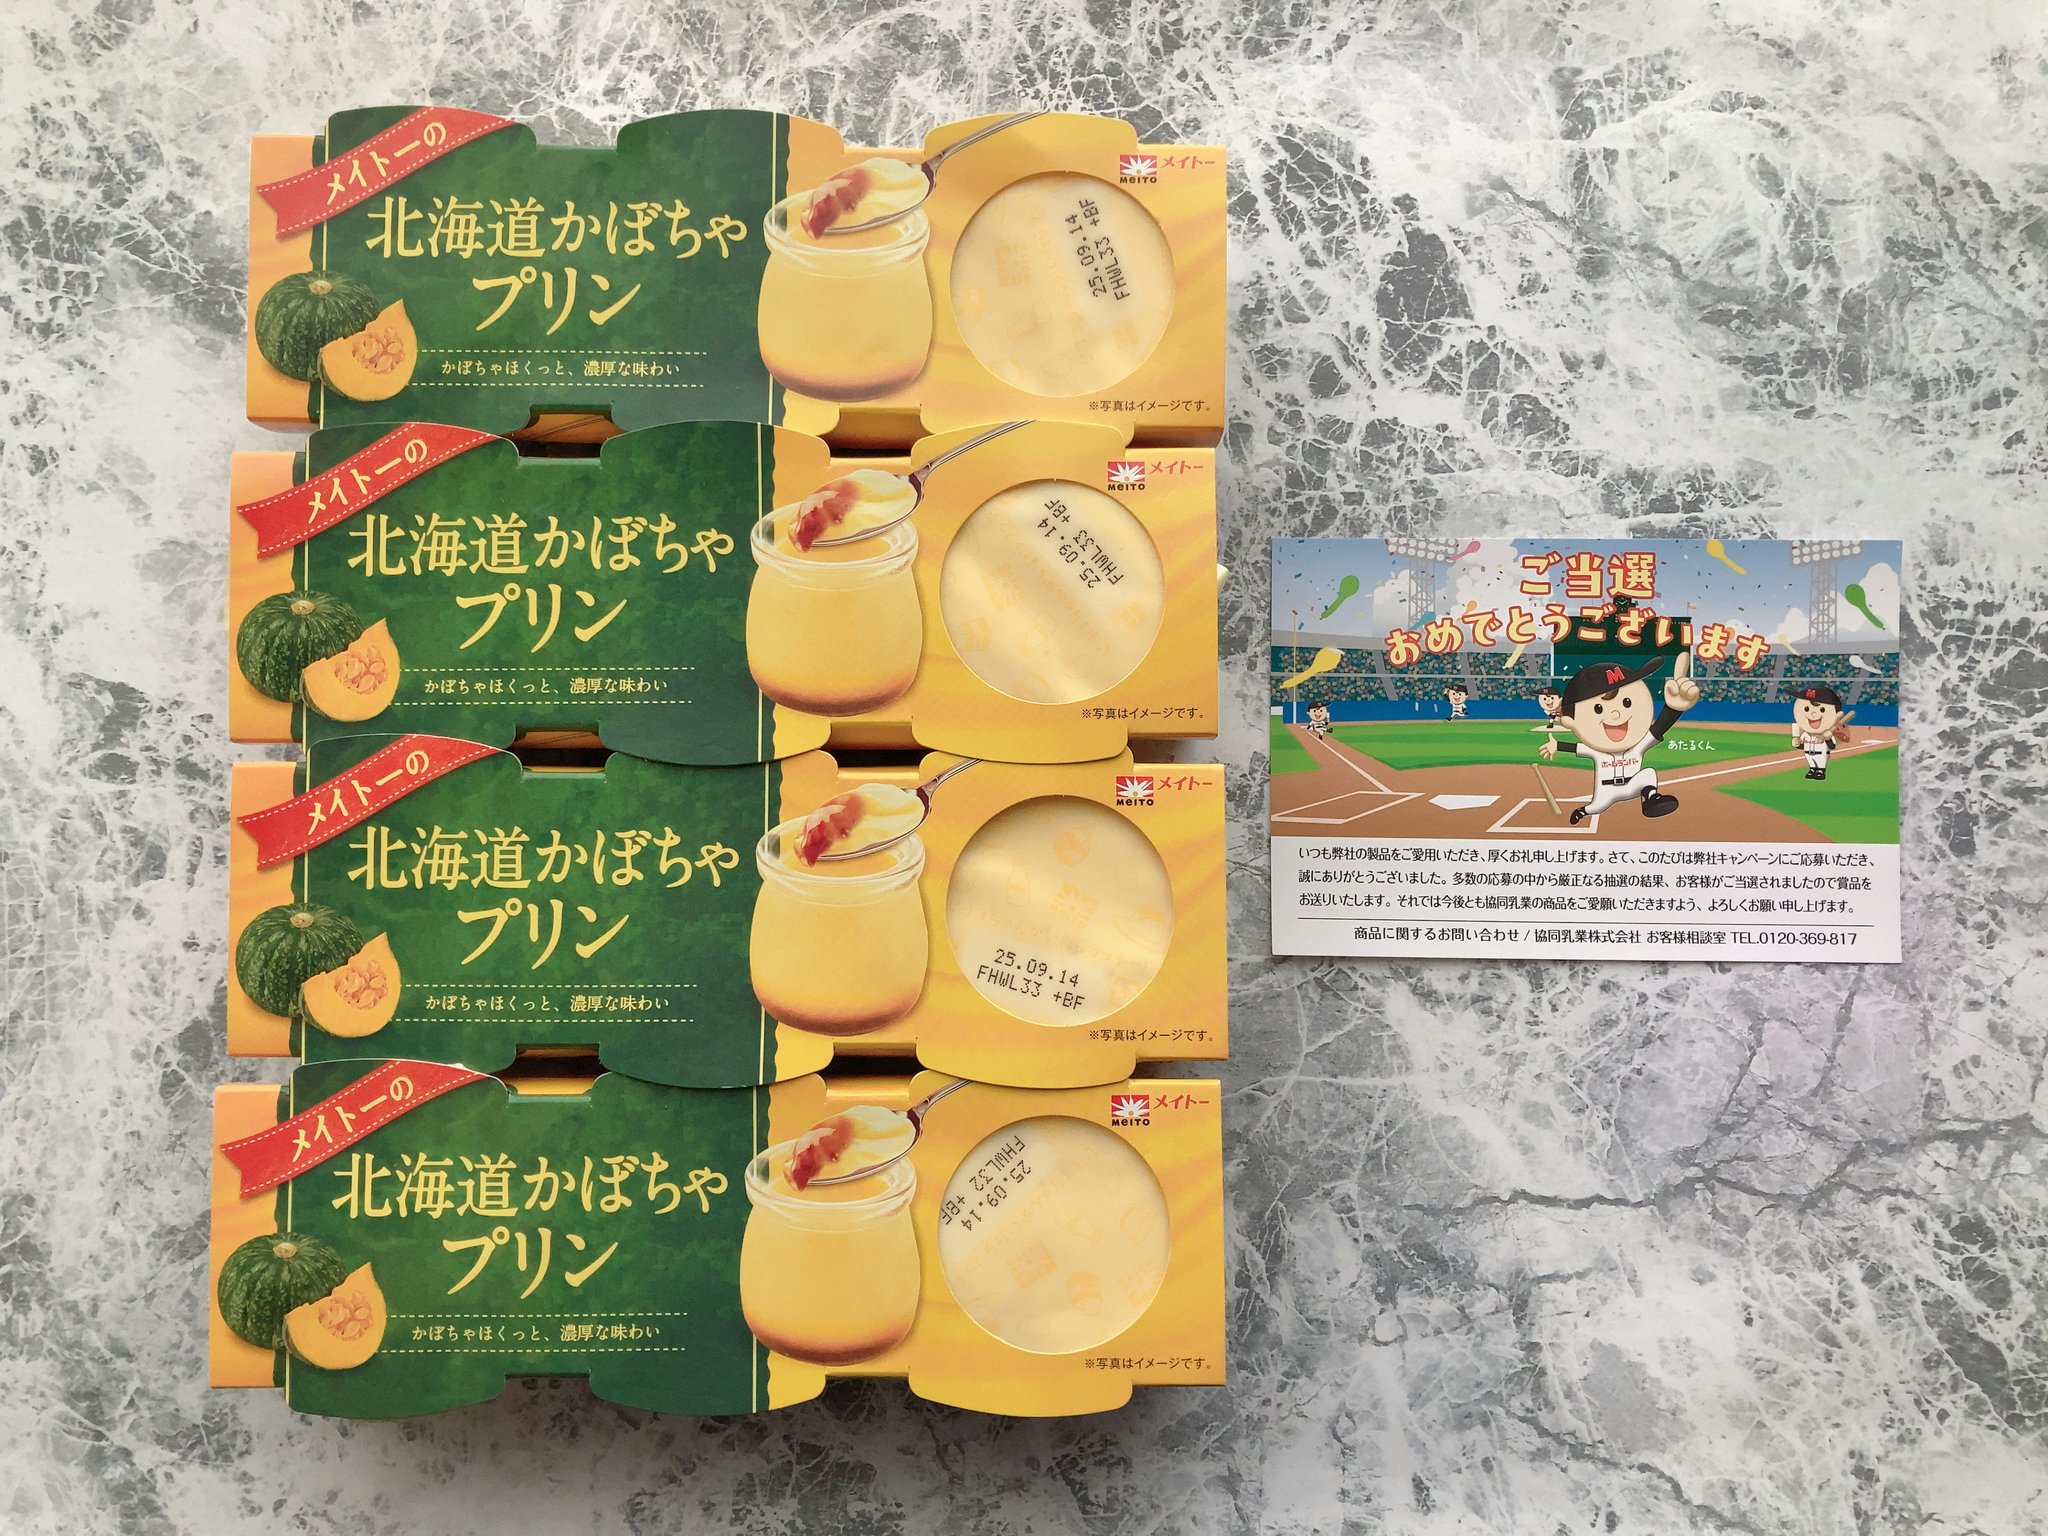 メイトーの
北海道かぼちゃ
プリン
かぼちゃほくっと、濃厚な味わい
MEITO
メイトー
25.09.14
FHWL33 +BF
※写真はイメージです。
メイトーの
北海道かぼちゃ
プリン
かぼちゃほくっと、濃厚な味わい
MEITO
メイトー
25.09.14
FHWL33 +BF
※写真はイメージです。
メイトーの
北海道かぼちゃ
プリン
かぼちゃほくっと、濃厚な味わい
MEITO
メイトー
25.09.14
FHWL33 +BF
※写真はイメージです。
メイトーの
北海道かぼちゃ
プリン
かぼちゃほくっと、濃厚な味わい
MEITO
メイトー
25.09.14
FHWL32 +BF
※写真はイメージです。
ご当選
おめでとうございます
M
M
ホームランバー
あたるくん
いつも弊社の製品をご愛用いただき、厚くお礼申し上げます。さて、このたびは弊社キャンペーンにご応募いただき、
誠にありがとうございました。多数の応募の中から厳正なる抽選の結果、お客様がご当選されましたので賞品を
お送りいたします。それでは今後とも協同乳業の商品をご愛顧いただきますよう、よろしくお願い申し上げます。
商品に関するお問い合わせ / 協同乳業株式会社 お客様相談室 TEL.0120-369-817